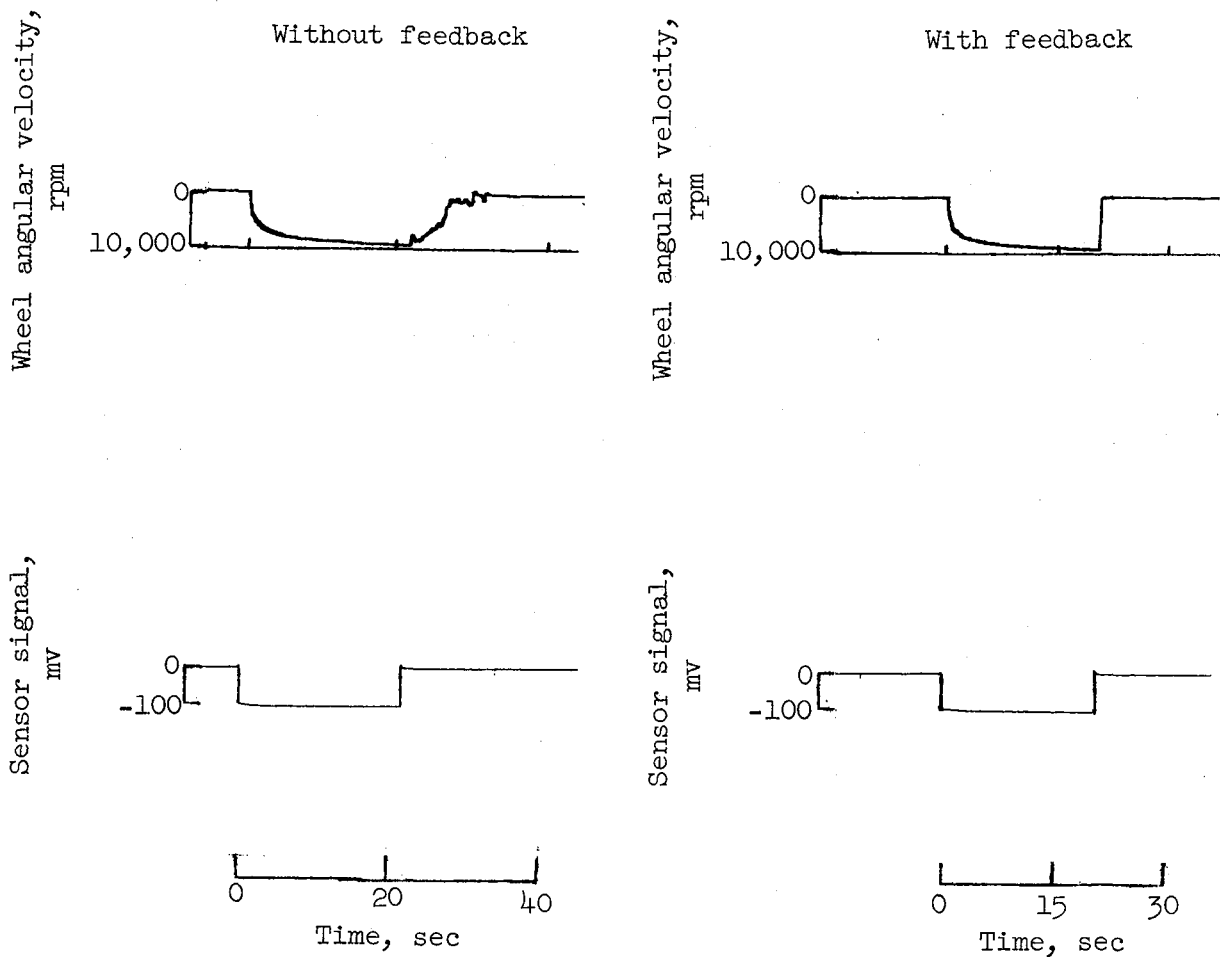 Without feedback
Wheel angular velocity,
rpm
0
10,000
Sensor signal,
mv
0
-100
0
20
40
Time, sec
With feedback
Wheel angular velocity,
rpm
0
10,000
Sensor signal,
mv
0
-100
0
15
30
Time, sec